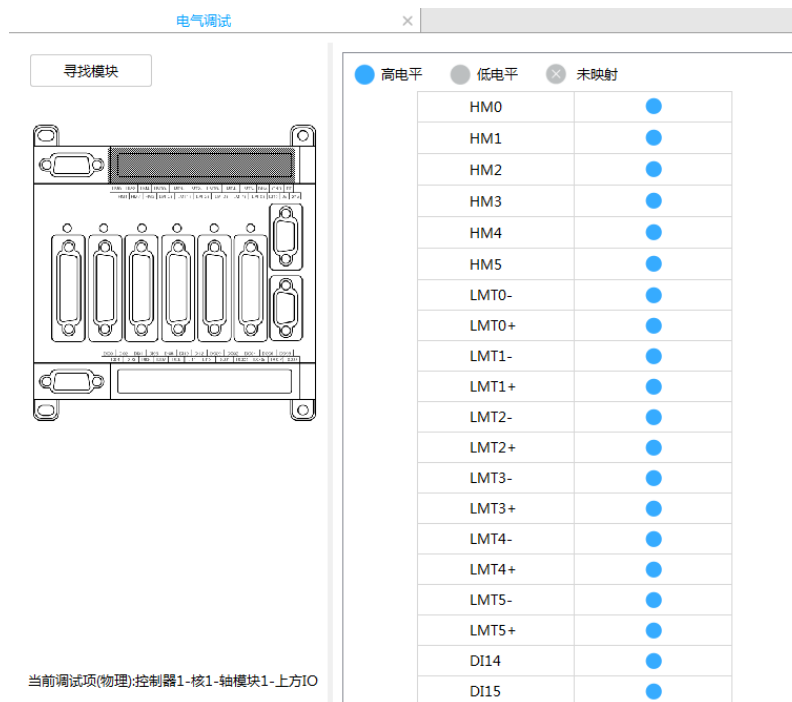 电气调试
寻找模块
高电平 低电平 未映射
HM0
HM1
HM2
HM3
HM4
HM5
LMT0-
LMT0+
LMT1-
LMT1+
LMT2-
LMT2+
LMT3-
LMT3+
LMT4-
LMT4+
LMT5-
LMT5+
DI14
DI15
当前调试项(物理):控制器1-核1-轴模块1-上方IO